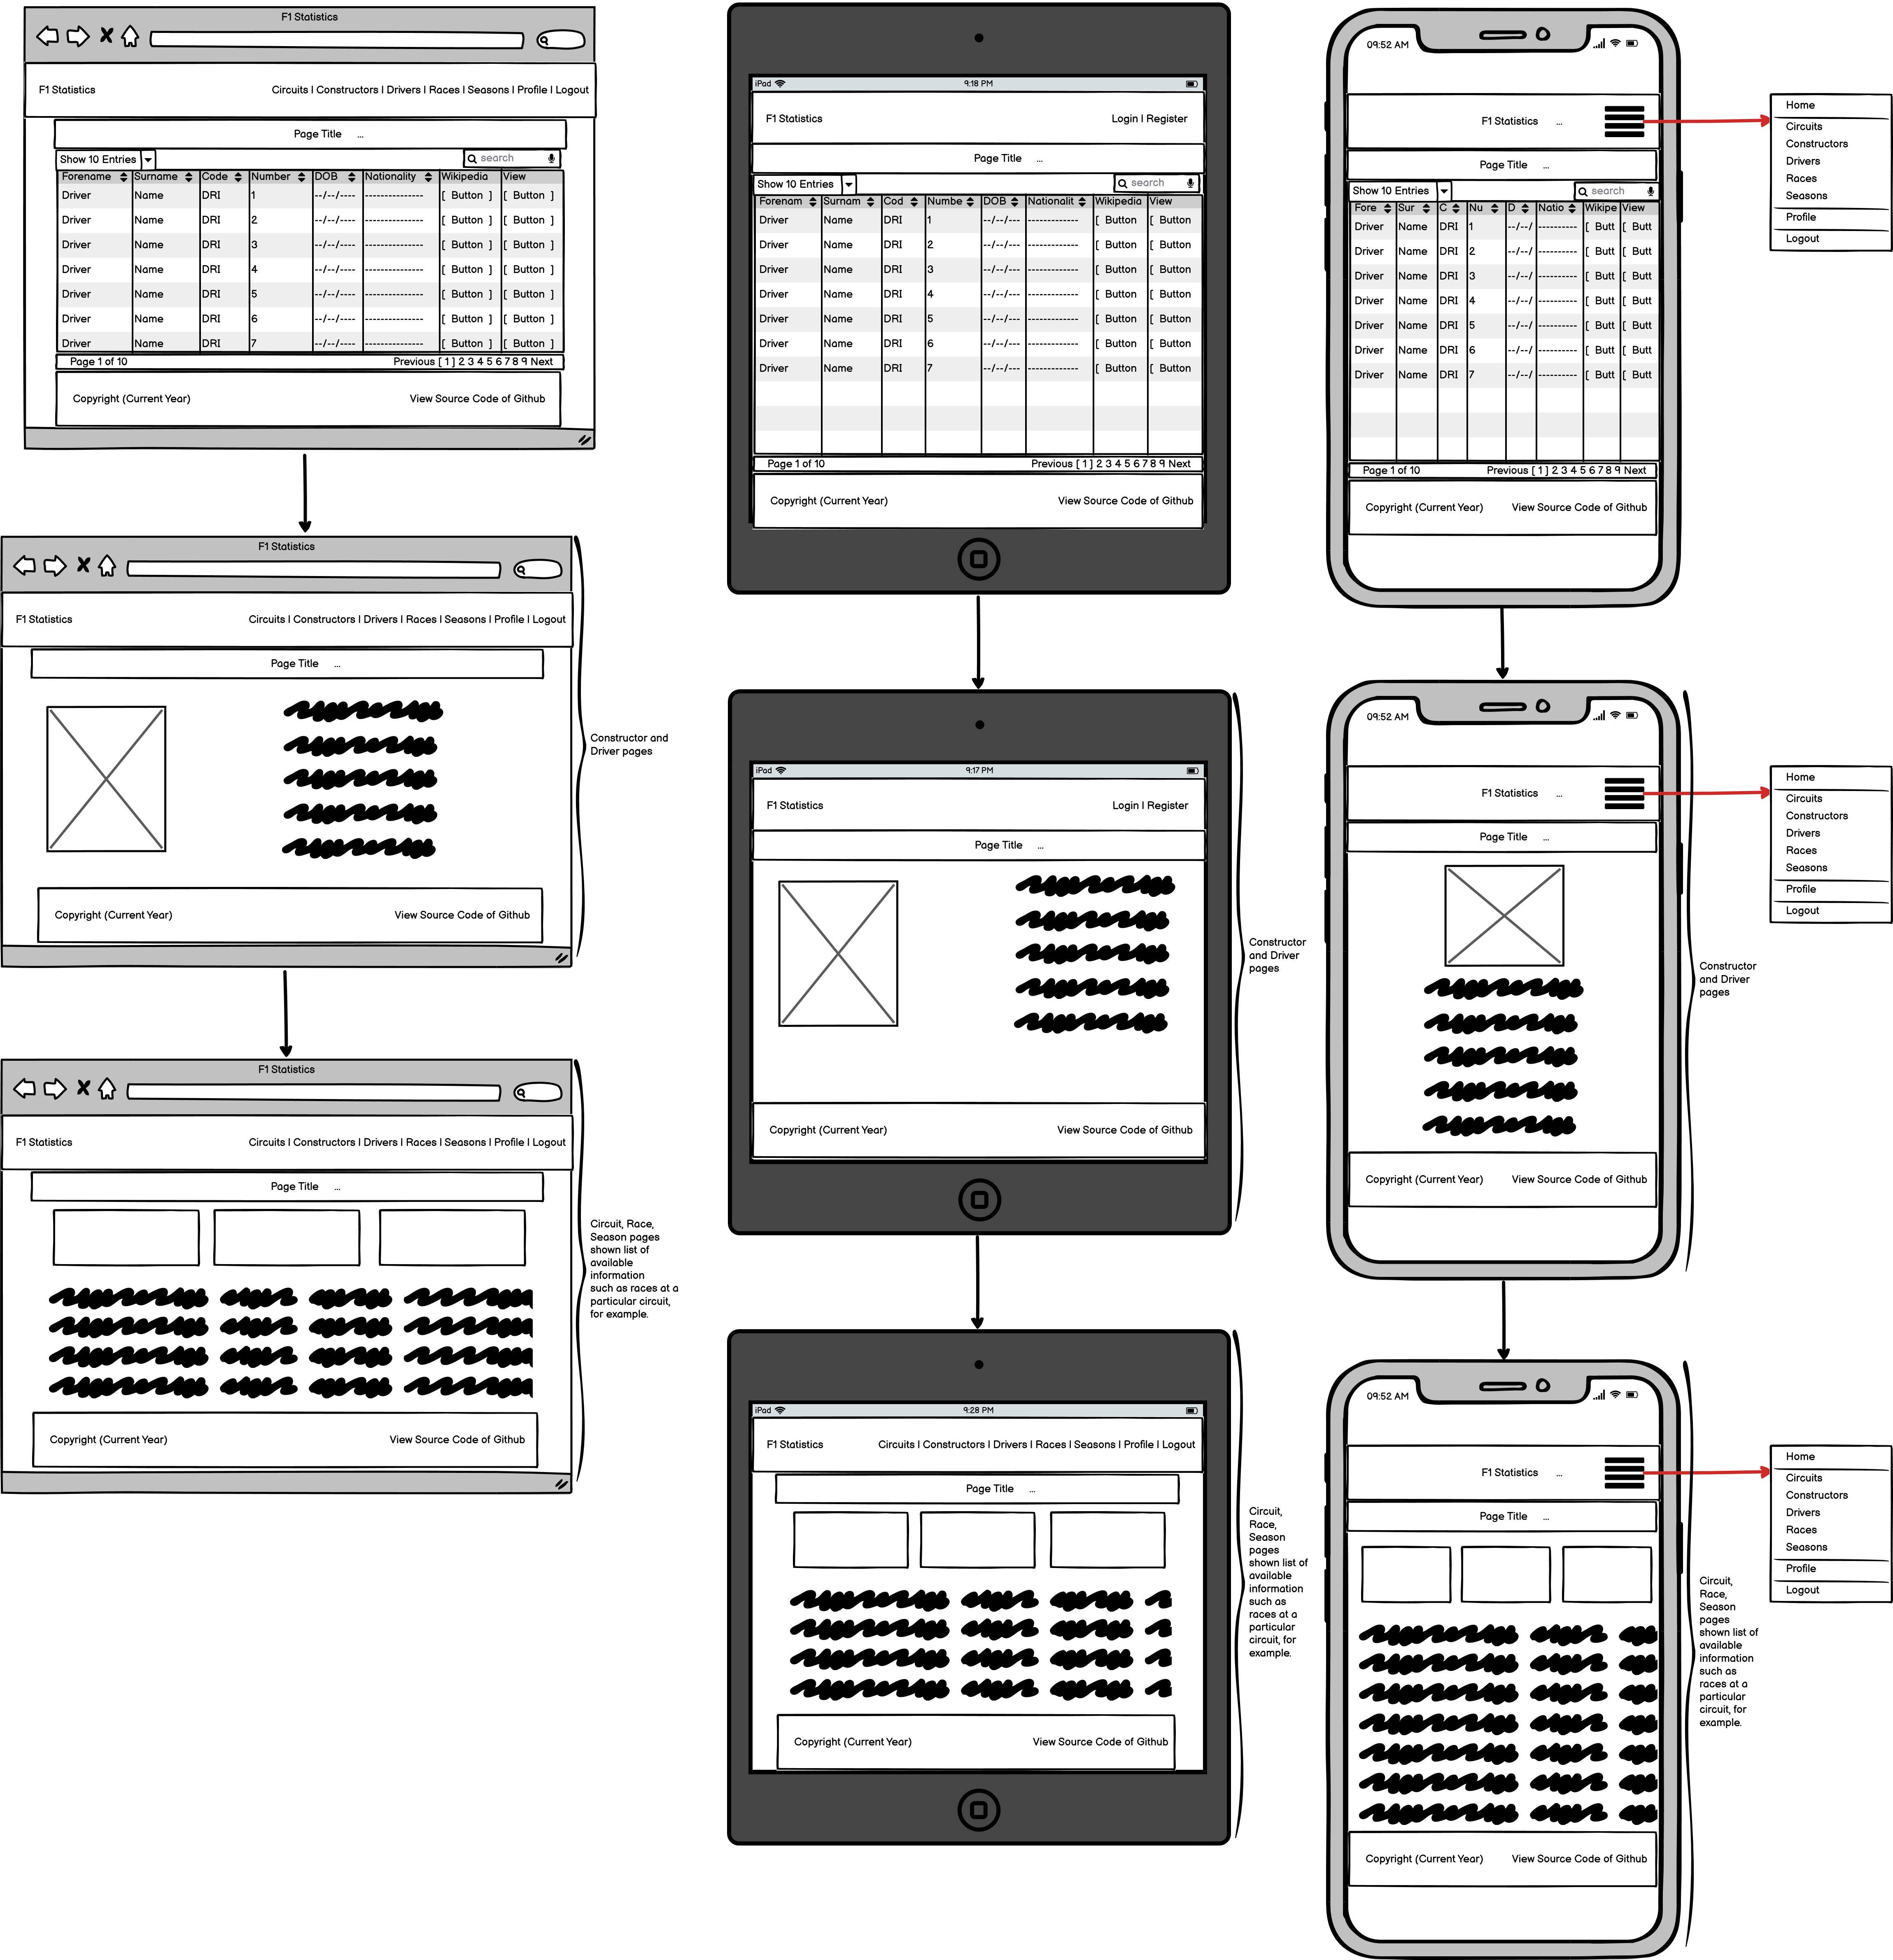 F1 Statistics
F1 Statistics
Circuits | Constructors | Drivers | Races | Seasons | Profile | Logout
Page Title ...
Show 10 Entries
search
Forename Surname Code Number DOB Nationality Wikipedia View
Driver Name DRI 1 --/--/---- --------------- [ Button ] [ Button ]
Driver Name DRI 2 --/--/---- --------------- [ Button ] [ Button ]
Driver Name DRI 3 --/--/---- --------------- [ Button ] [ Button ]
Driver Name DRI 4 --/--/---- --------------- [ Button ] [ Button ]
Driver Name DRI 5 --/--/---- --------------- [ Button ] [ Button ]
Driver Name DRI 6 --/--/---- --------------- [ Button ] [ Button ]
Driver Name DRI 7 --/--/---- --------------- [ Button ] [ Button ]
Page 1 of 10
Previous [ 1 ] 2 3 4 5 6 7 8 9 Next
Copyright (Current Year)
View Source Code of Github
F1 Statistics
F1 Statistics
Circuits | Constructors | Drivers | Races | Seasons | Profile | Logout
Page Title ...
Copyright (Current Year)
View Source Code of Github
Constructor and
Driver pages
F1 Statistics
F1 Statistics
Circuits | Constructors | Drivers | Races | Seasons | Profile | Logout
Page Title ...
Copyright (Current Year)
View Source Code of Github
Circuit, Race,
Season pages
shown list of
available
information
such as races at a
particular circuit,
for example.
iPad 9:18 PM
F1 Statistics
Login | Register
Page Title ...
Show 10 Entries
search
Forenam Surnam Cod Numbe DOB Nationalit Wikipedia View
Driver Name DRI 1 --/--/--- ------------- [ Button [ Button
Driver Name DRI 2 --/--/--- ------------- [ Button [ Button
Driver Name DRI 3 --/--/--- ------------- [ Button [ Button
Driver Name DRI 4 --/--/--- ------------- [ Button [ Button
Driver Name DRI 5 --/--/--- ------------- [ Button [ Button
Driver Name DRI 6 --/--/--- ------------- [ Button [ Button
Driver Name DRI 7 --/--/--- ------------- [ Button [ Button
Page 1 of 10
Previous [ 1 ] 2 3 4 5 6 7 8 9 Next
Copyright (Current Year)
View Source Code of Github
iPad 9:17 PM
F1 Statistics
Login | Register
Page Title ...
Copyright (Current Year)
View Source Code of Github
Constructor
and Driver
pages
iPad 9:28 PM
F1 Statistics
Circuits | Constructors | Drivers | Races | Seasons | Profile | Logout
Page Title ...
Copyright (Current Year)
View Source Code of Github
Circuit,
Race,
Season
pages
shown list of
available
information
such as
races at a
particular
circuit, for
example.
09:52 AM
F1 Statistics ...
Page Title ...
Show 10 Entries
search
Fore Sur C Nu D Natio Wikipe View
Driver Name DRI 1 --/--/ ---------- [ Butt [ Butt
Driver Name DRI 2 --/--/ ---------- [ Butt [ Butt
Driver Name DRI 3 --/--/ ---------- [ Butt [ Butt
Driver Name DRI 4 --/--/ ---------- [ Butt [ Butt
Driver Name DRI 5 --/--/ ---------- [ Butt [ Butt
Driver Name DRI 6 --/--/ ---------- [ Butt [ Butt
Driver Name DRI 7 --/--/ ---------- [ Butt [ Butt
Page 1 of 10
Previous [ 1 ] 2 3 4 5 6 7 8 9 Next
Copyright (Current Year)
View Source Code of Github
Home
Circuits
Constructors
Drivers
Races
Seasons
Profile
Logout
09:52 AM
F1 Statistics ...
Page Title ...
Copyright (Current Year)
View Source Code of Github
Home
Circuits
Constructors
Drivers
Races
Seasons
Profile
Logout
Constructor
and Driver
pages
09:52 AM
F1 Statistics ...
Page Title ...
Copyright (Current Year)
View Source Code of Github
Home
Circuits
Constructors
Drivers
Races
Seasons
Profile
Logout
Circuit,
Race,
Season
pages
shown list of
available
information
such as
races at a
particular
circuit, for
example.